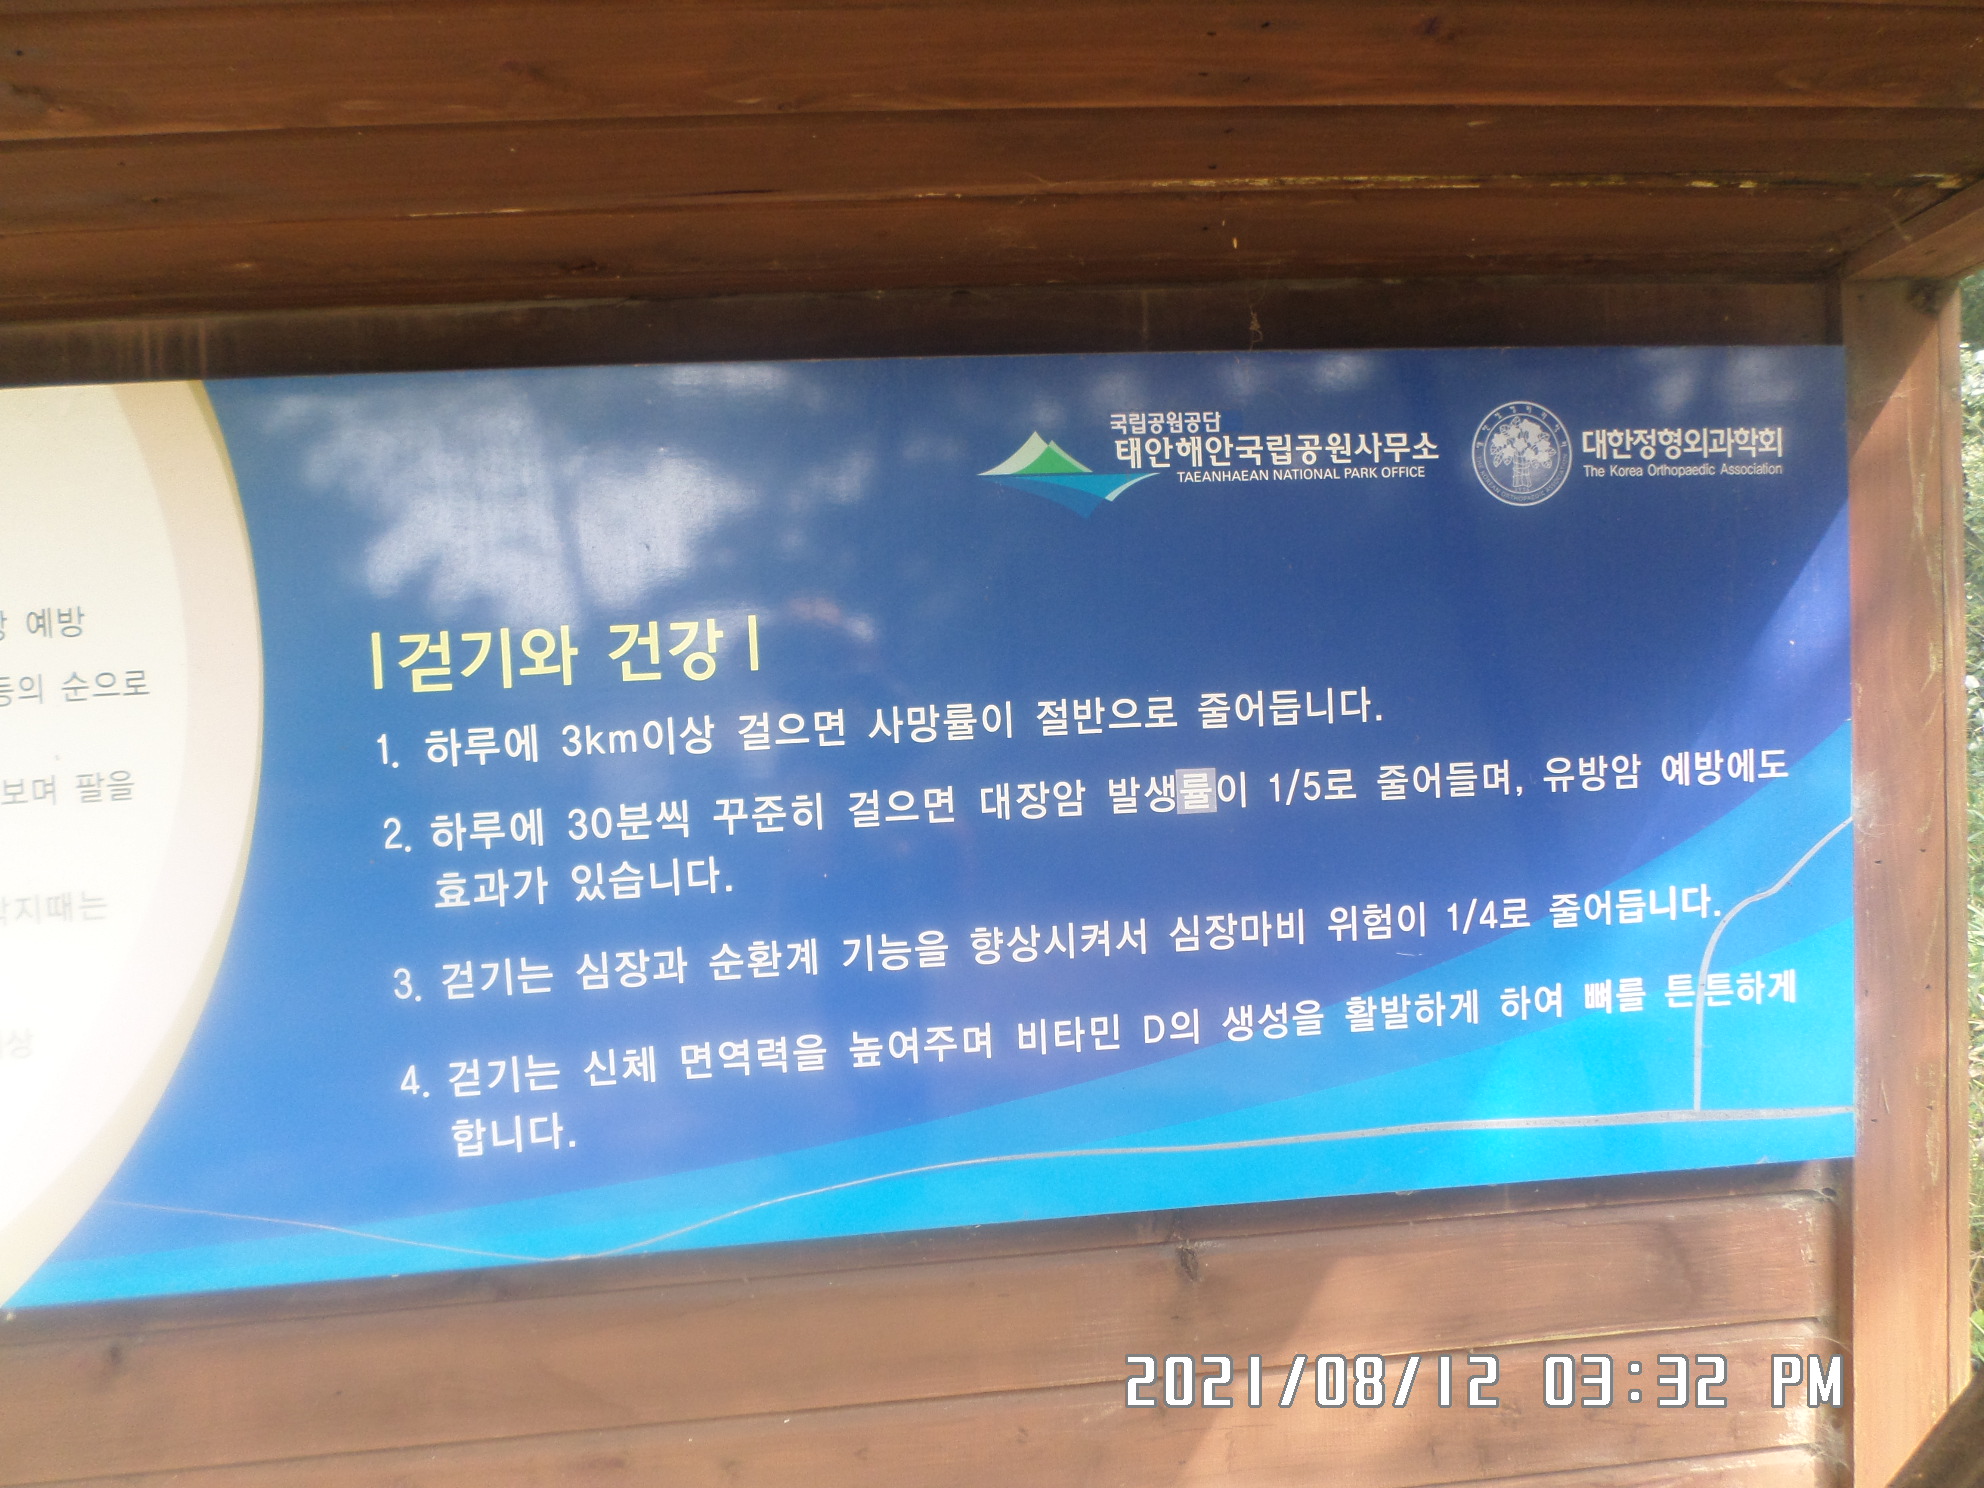 국립공원공단
태안해안국립공원사무소
TAEANHAEAN NATIONAL PARK OFFICE
대한정형외과학회
The Korea Orthopaedic Association
예방
등의 순으로
보며 팔을
| 걷기와 건강 |
1. 하루에 3km이상 걸으면 사망률이 절반으로 줄어듭니다.
2. 하루에 30분씩 꾸준히 걸으면 대장암 발생률이 1/5로 줄어들며, 유방암 예방에도
효과가 있습니다.
3. 걷기는 심장과 순환계 기능을 향상시켜서 심장마비 위험이 1/4로 줄어듭니다.
4. 걷기는 신체 면역력을 높여주며 비타민 D의 생성을 활발하게 하여 뼈를 튼튼하게
합니다.
2021/08/12 03:32 PM